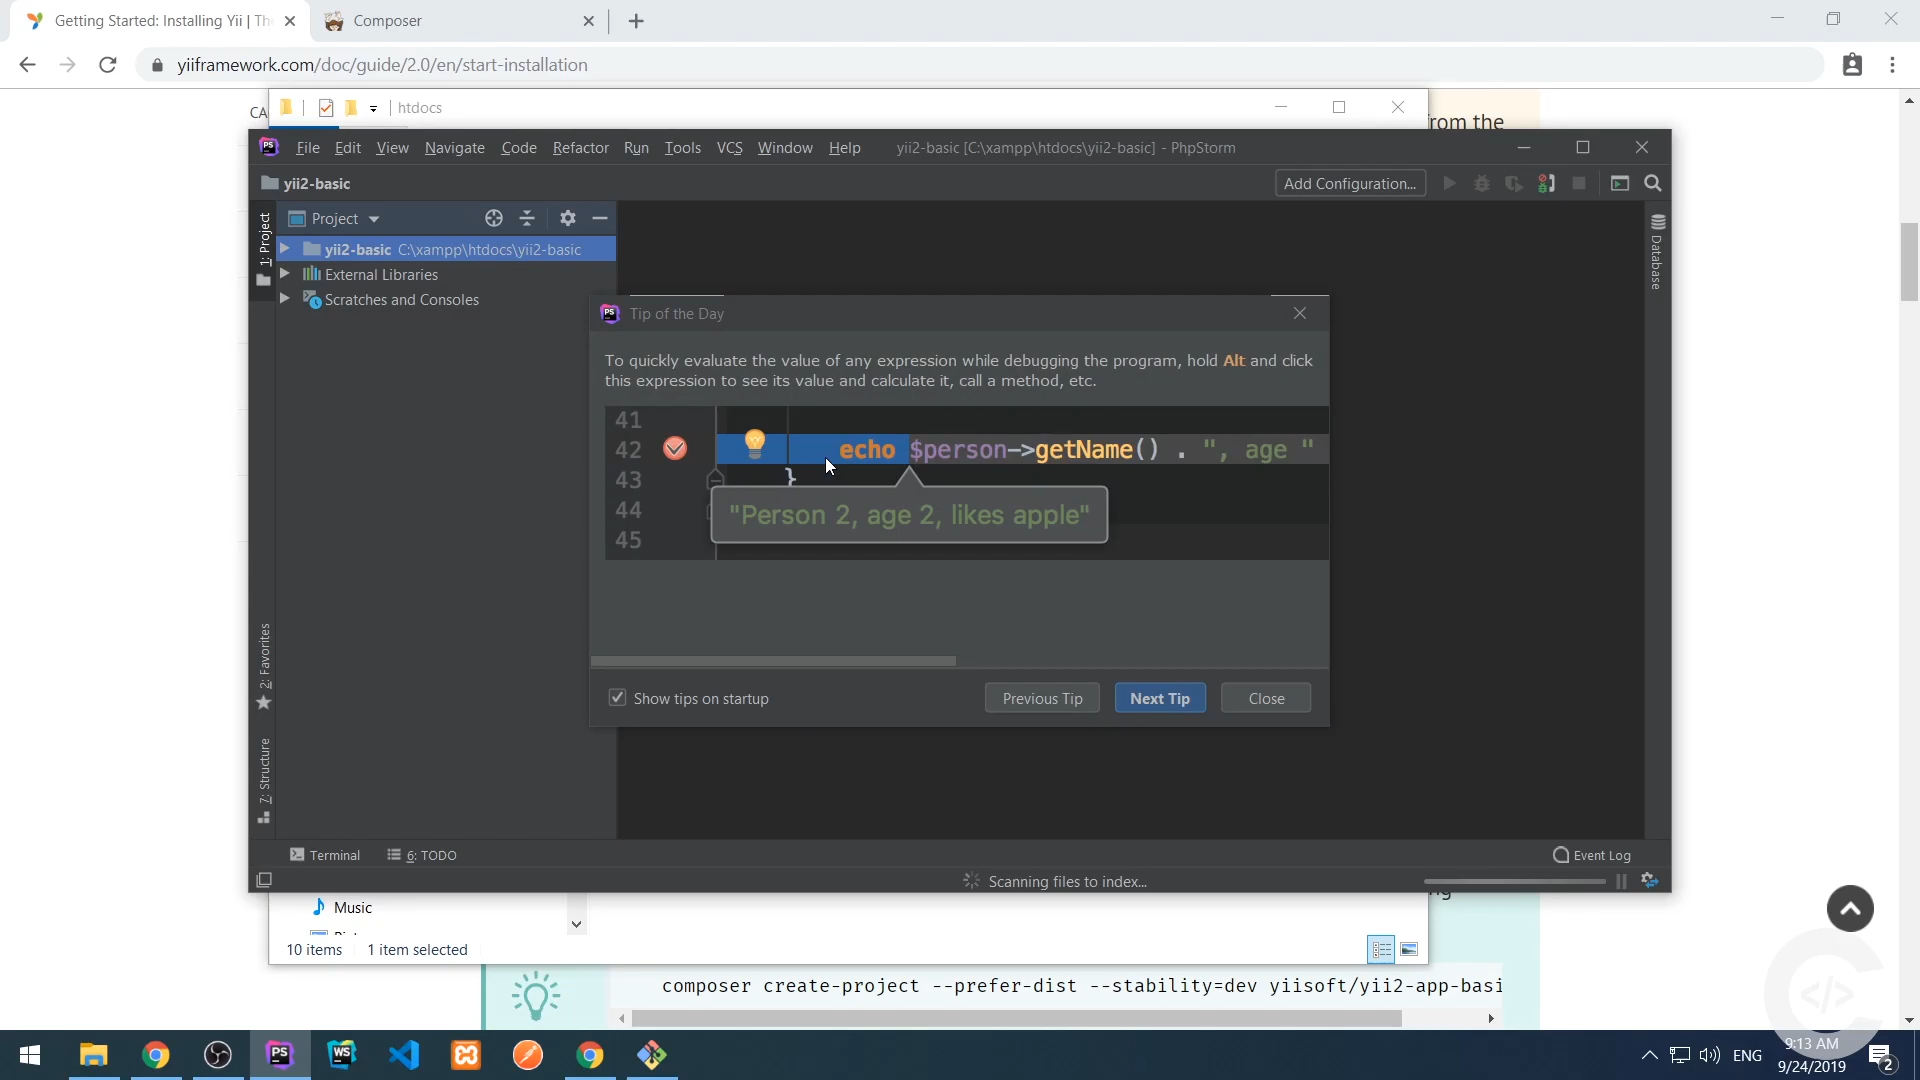 Getting Started: Installing Yii | Th
Composer
yiiframework.com/doc/guide/2.0/en/start-installation
CA
htdocs
rom the
File Edit View Navigate Code Refactor Run Tools VCS Window Help
yii2-basic [C:\xampp\htdocs\yii2-basic] - PhpStorm
yii2-basic
Add Configuration...
1: Project
Project
Database
yii2-basic C:\xampp\htdocs\yii2-basic
External Libraries
Scratches and Consoles
PS
Tip of the Day
To quickly evaluate the value of any expression while debugging the program, hold Alt and click
this expression to see its value and calculate it, call a method, etc.
41
42 echo $person->getName() . ", age "
43 }
44
45
"Person 2, age 2, likes apple"
Show tips on startup
Previous Tip
Next Tip
Close
2: Favorites
7: Structure
Terminal
6: TODO
Event Log
Scanning files to index...
Music
10 items 1 item selected
composer create-project --prefer-dist --stability=dev yiisoft/yii2-app-basi
PS
WS
ENG
9:13 AM
9/24/2019
2